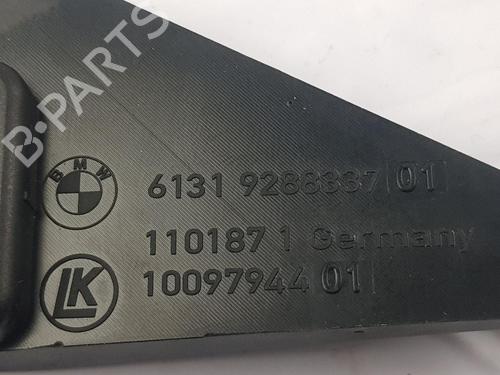 B-PARTS
BMW
6131 9288337 01
110187 1 Germany
LK
10097944 01